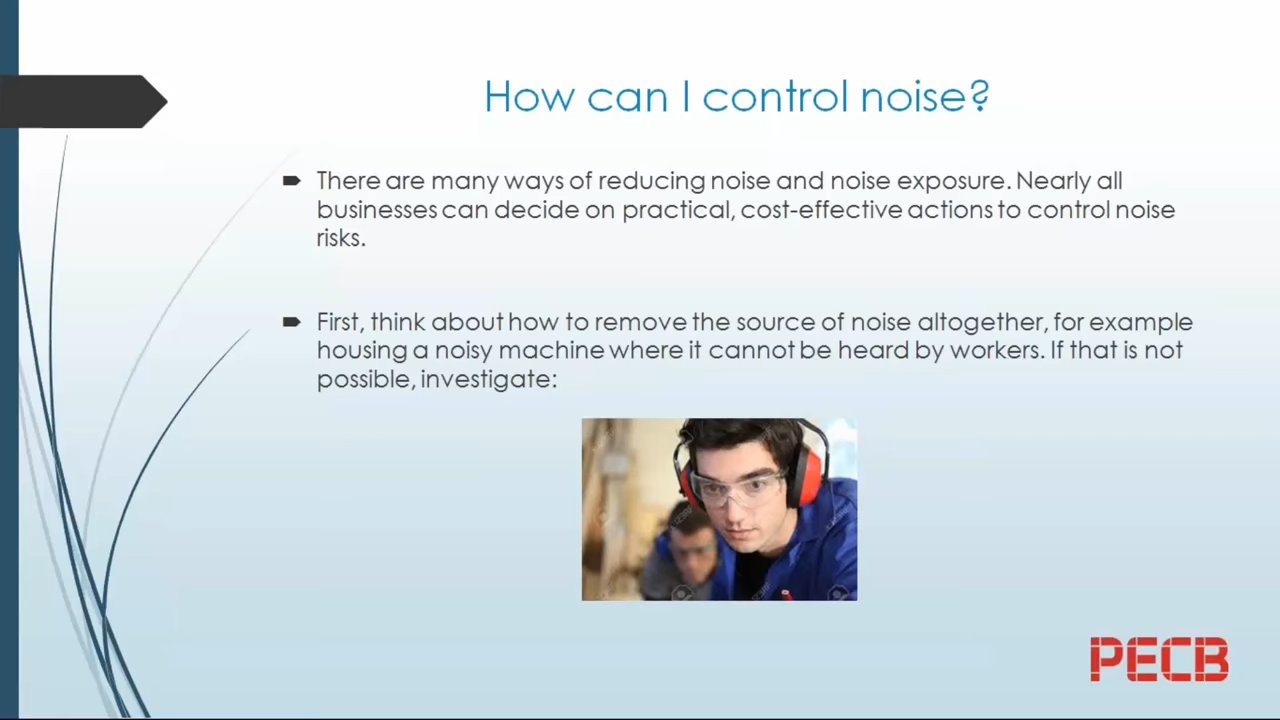 How can I control noise?
There are many ways of reducing noise and noise exposure. Nearly all
businesses can decide on practical, cost-effective actions to control noise
risks.
First, think about how to remove the source of noise altogether, for example
housing a noisy machine where it cannot be heard by workers. If that is not
possible, investigate:
PECB